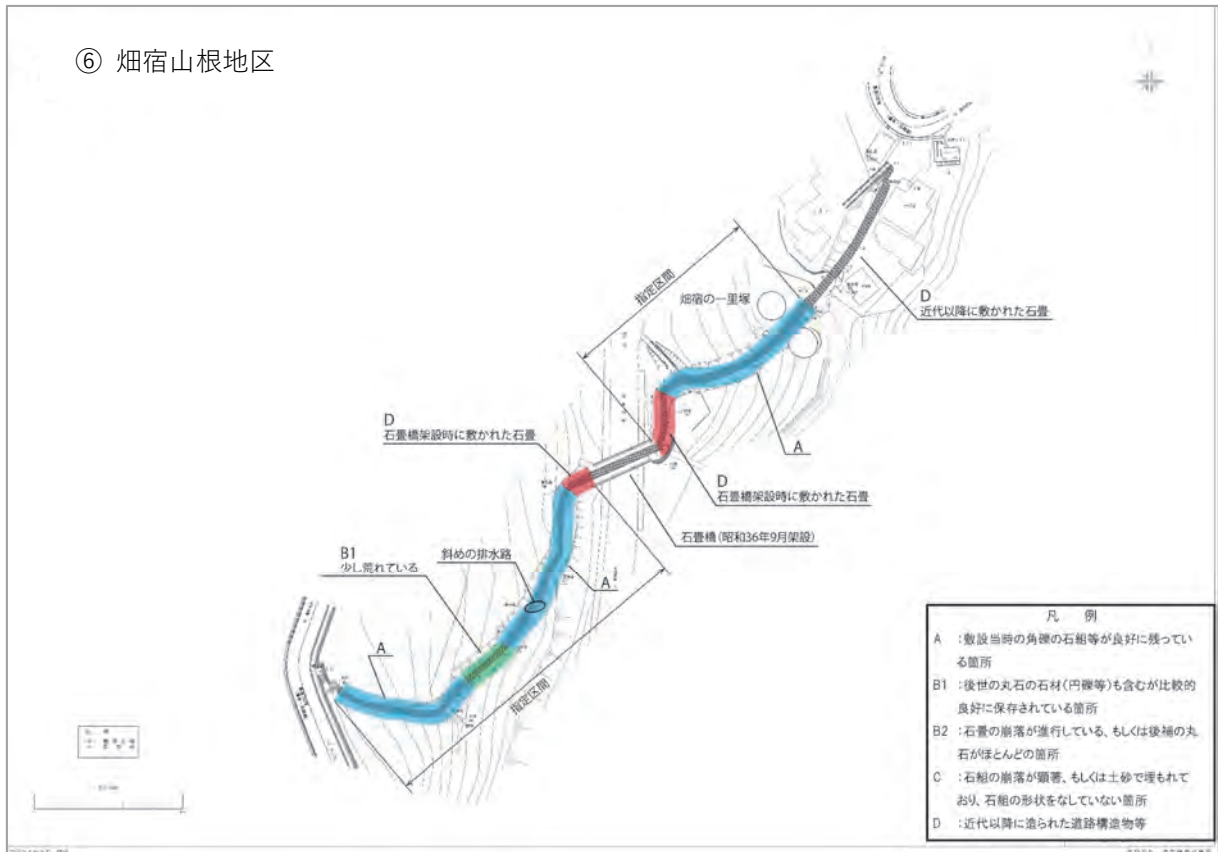 ⑥ 畑宿山根地区
指定区間
畑宿の一里塚
D
近代以降に敷かれた石畳
D
石畳橋架設時に敷かれた石畳
A
D
石畳橋架設時に敷かれた石畳
石畳橋(昭和36年9月架設)
B1
少し荒れている
斜めの排水路
A
A
指定区間
凡 例
A :敷設当時の角礫の石組等が良好に残ってい
る箇所
B1 :後世の丸石の石材(円礫等)も含むが比較的
良好に保存されている箇所
B2 :石畳の崩落が進行している、もしくは後補の丸
石がほとんどの箇所
C :石組の崩落が顕著、もしくは土砂で埋もれて
おり、石組の形状をなしていない箇所
D :近代以降に造られた道路構造物等